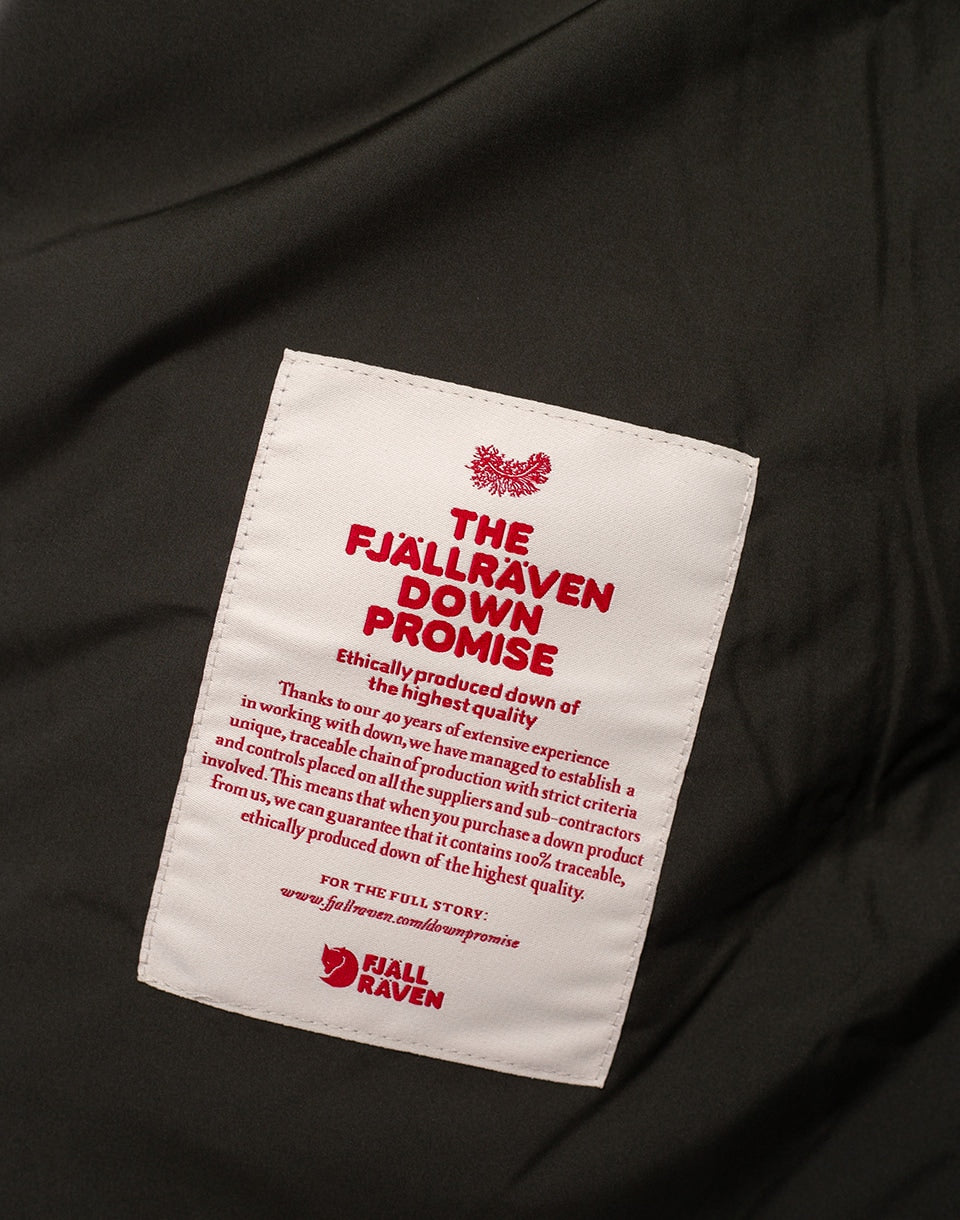 THE
FJÄLLRÄVEN
DOWN
PROMISE
Ethically produced down of
the highest quality
Thanks to our 40 years of extensive experience
in working with down, we have managed to establish a
unique, traceable chain of production with strict criteria
and controls placed on all the suppliers and sub-contractors
involved. This means that when you purchase a down product
from us, we can guarantee that it contains 100% traceable,
ethically produced down of the highest quality.
FOR THE FULL STORY:
www.fjallraven.com/downpromise
FJÄLL
RÄVEN